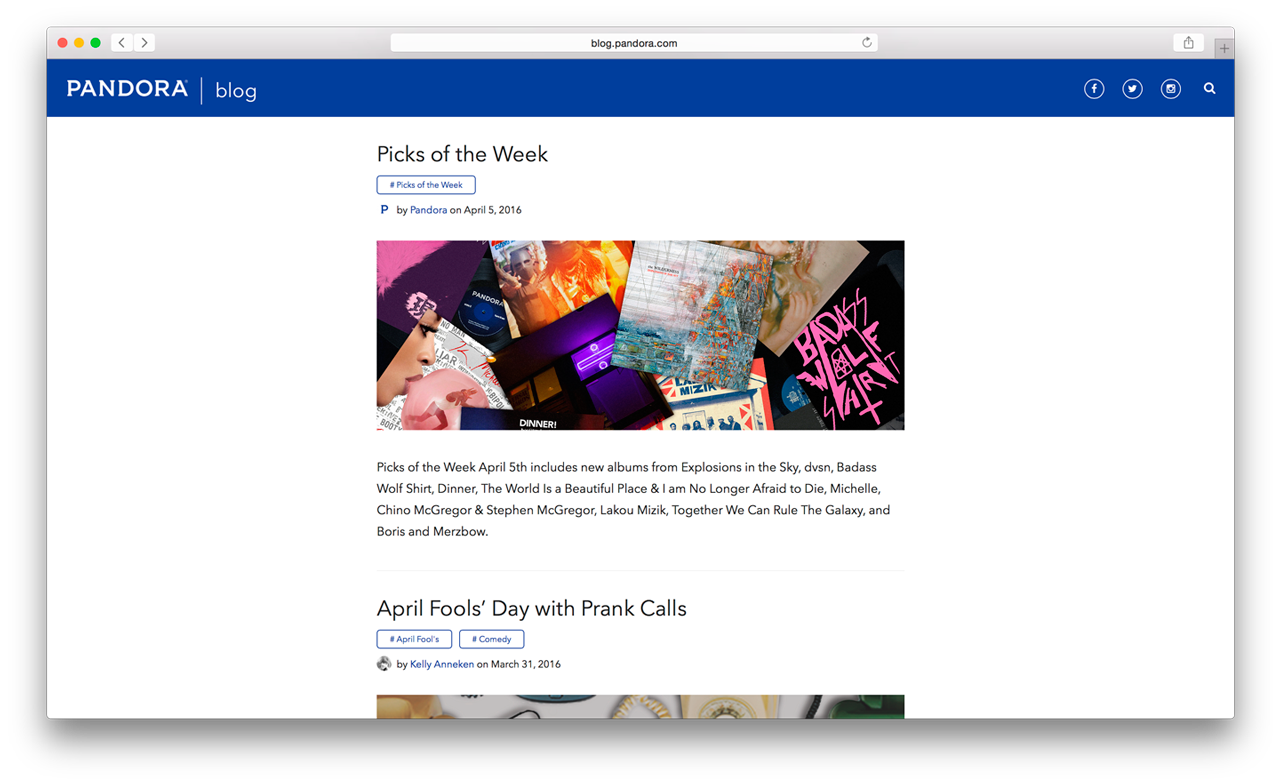 blog.pandora.com
PANDORA | blog
Picks of the Week
# Picks of the Week
P by Pandora on April 5, 2016
PANDORA
NO MAN
LIAR
DINNER!
LAKOU
MIZIK
BADASS
WOLF
SHIRT
Picks of the Week April 5th includes new albums from Explosions in the Sky, dvsn, Badass
Wolf Shirt, Dinner, The World Is a Beautiful Place & I am No Longer Afraid to Die, Michelle,
Chino McGregor & Stephen McGregor, Lakou Mizik, Together We Can Rule The Galaxy, and
Boris and Merzbow.
April Fools’ Day with Prank Calls
# April Fool's # Comedy
by Kelly Anneken on March 31, 2016